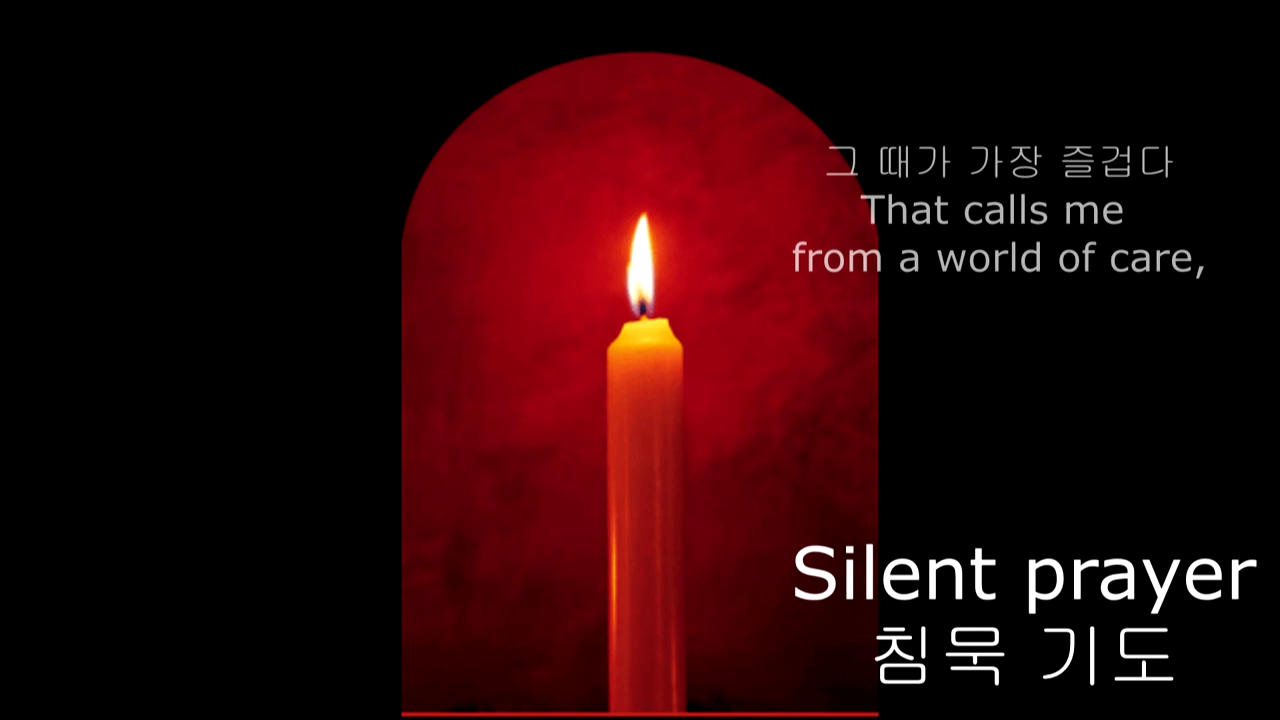 그 때가 가장 즐겁다
That calls me
from a world of care,
Silent prayer
침묵 기도